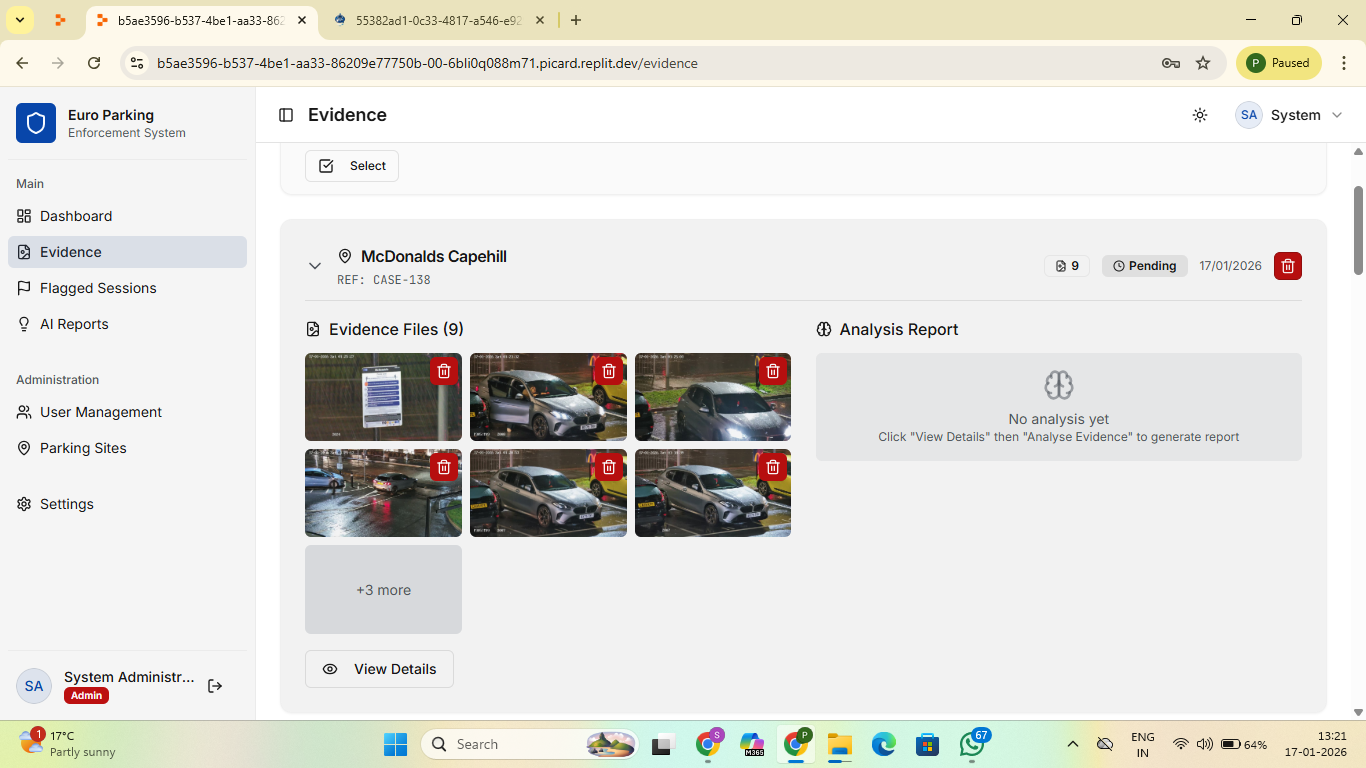 b5ae3596-b537-4be1-aa33-862
55382ad1-0c33-4817-a546-e92
b5ae3596-b537-4be1-aa33-86209e77750b-00-6bli0q088m71.picard.replit.dev/evidence
P
Paused
Euro Parking
Enforcement System
Evidence
SA
System
Main
Dashboard
Evidence
Flagged Sessions
AI Reports
Administration
User Management
Parking Sites
Settings
Select
McDonalds Capehill
REF: CASE-138
9
Pending
17/01/2026
Evidence Files (9)
Analysis Report
No analysis yet
Click "View Details" then "Analyse Evidence" to generate report
+3 more
View Details
SA
System Administr...
Admin
1
17°C
Partly sunny
Search
S
M365
P
67
ENG
IN
64%
13:21
17-01-2026